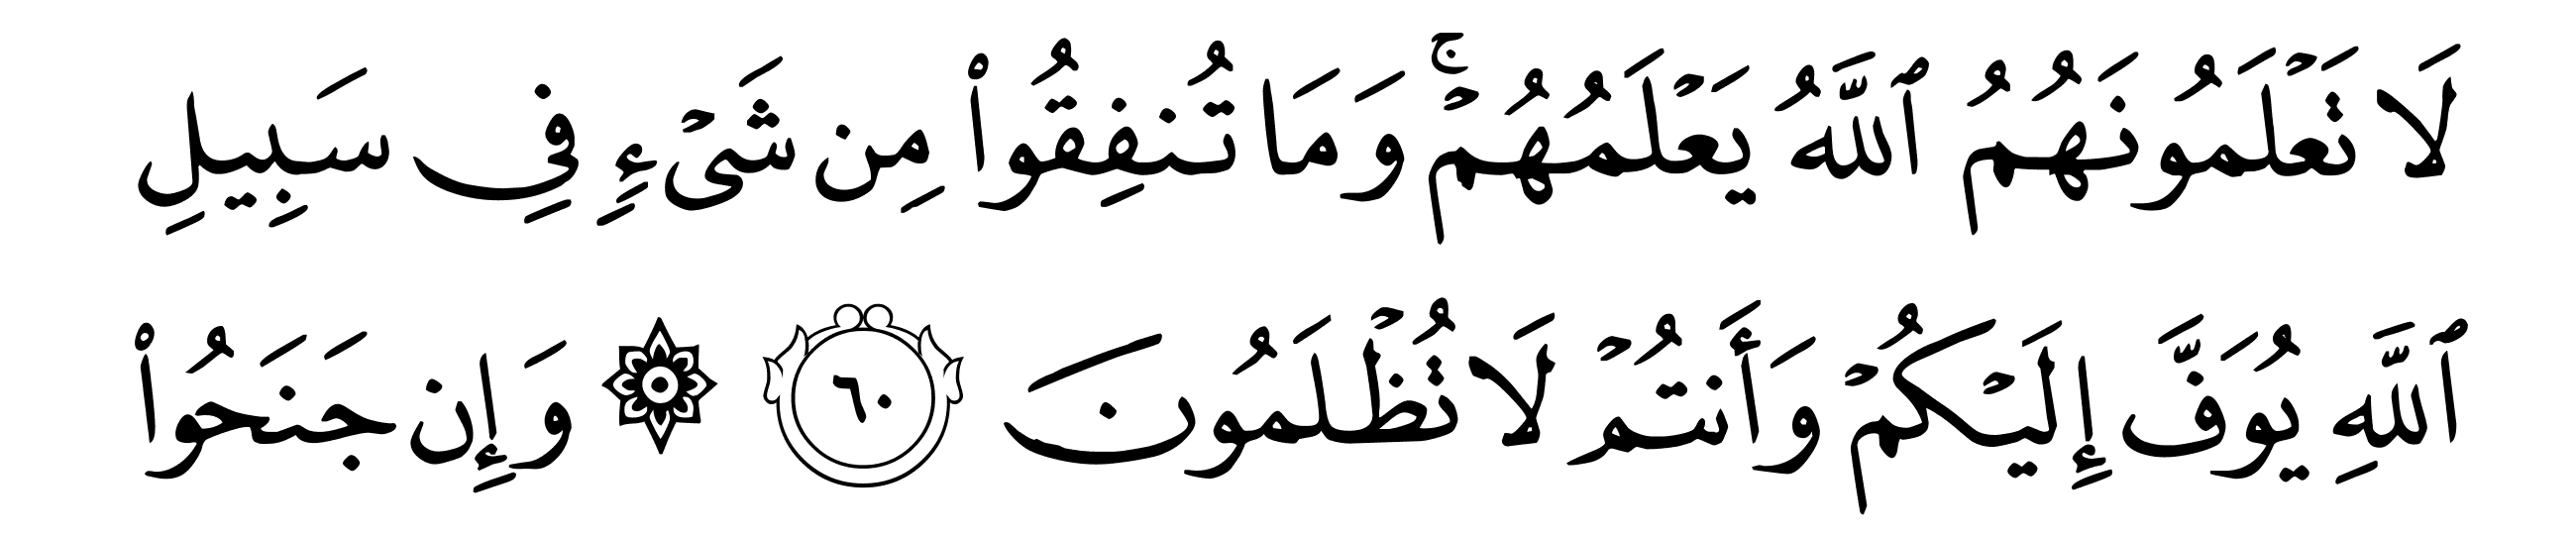 لَا تَعۡلَمُونَهُمُ ٱللَّهُ يَعۡلَمُهُمۡۚ وَمَا تُنفِقُواْ مِن شَيۡءٖ فِي سَبِيلِ
ٱللَّهِ يُوَفَّ إِلَيۡكُمۡ وَأَنتُمۡ لَا تُظۡلَمُونَ ٦٠ ۞ وَإِن جَنَحُواْ